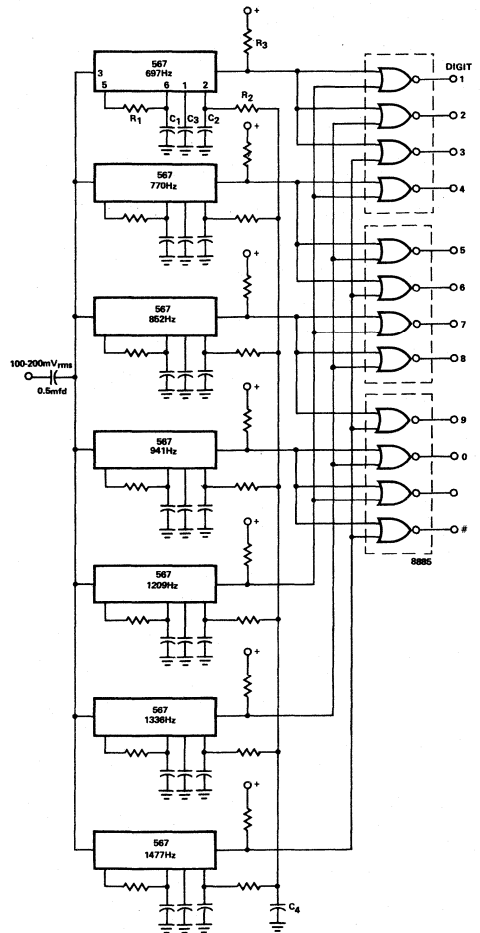 +
R3
567
697Hz
3
5
6
1
2
R1
C1
C3
C2
R2
+
567
770Hz
+
567
852Hz
100-200mVrms
0.5mfd
+
567
941Hz
+
567
1209Hz
+
567
1336Hz
+
567
1477Hz
C4
DIGIT
1
2
3
4
5
6
7
8
9
0
#
8885